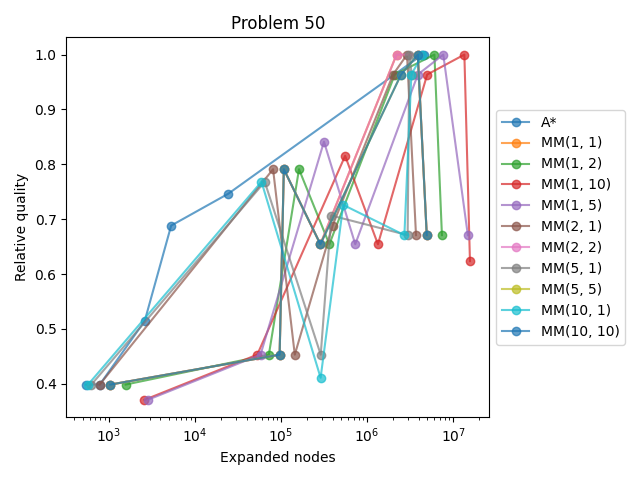 Problem 50
Relative quality
1.0
0.9
0.8
0.7
0.6
0.5
0.4
10^3
10^4
10^5
10^6
10^7
Expanded nodes
A*
MM(1, 1)
MM(1, 2)
MM(1, 10)
MM(1, 5)
MM(2, 1)
MM(2, 2)
MM(5, 1)
MM(5, 5)
MM(10, 1)
MM(10, 10)